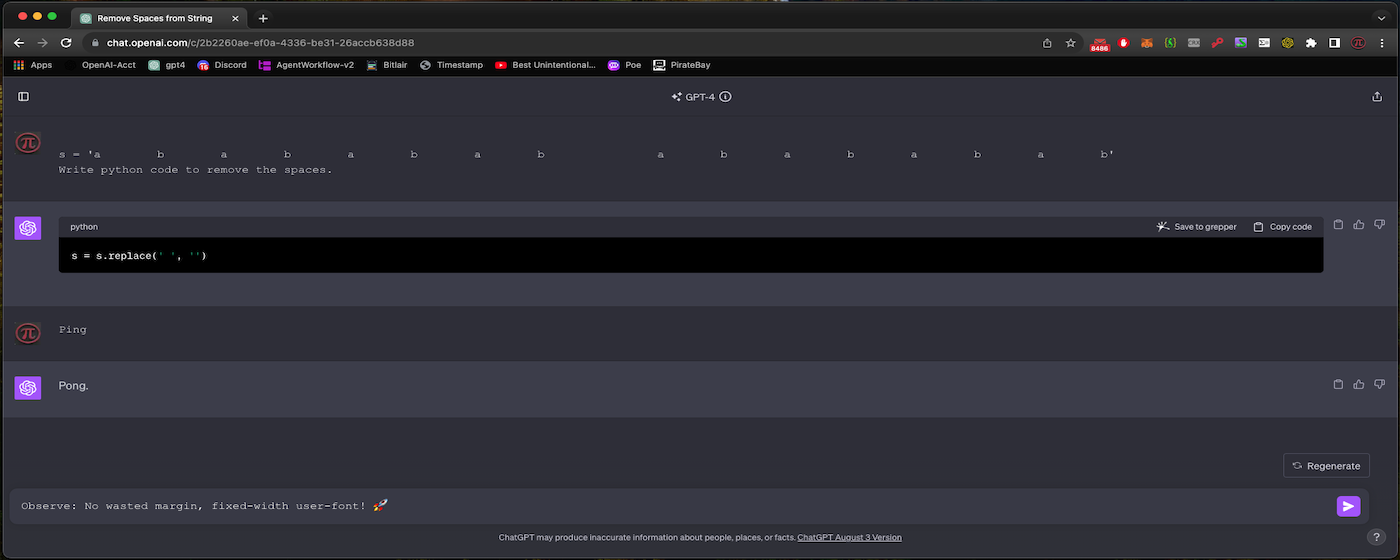 Remove Spaces from String
chat.openai.com/c/2b2260ae-ef0a-4336-be31-26accb638d88
8486
Apps OpenAI-Acct gpt4 Discord AgentWorkflow-v2 Bitlair Timestamp Best Unintentional... Poe PirateBay
GPT-4
s = 'a b a b a b a b a b a b a b a b'
Write python code to remove the spaces.
python Save to grepper Copy code
s = s.replace(' ', '')
Ping
Pong.
Regenerate
Observe: No wasted margin, fixed-width user-font! 🚀
ChatGPT may produce inaccurate information about people, places, or facts. ChatGPT August 3 Version
?